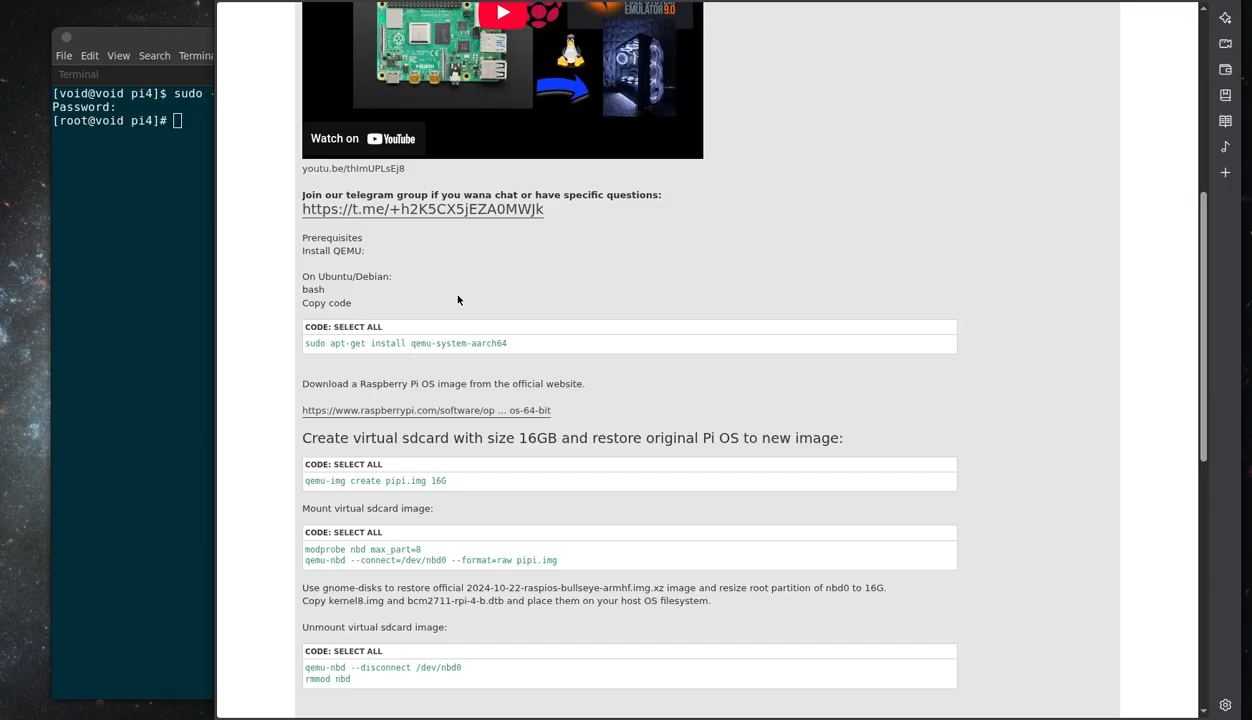 EMULATOR 9.0
File Edit View Search Termina
Terminal
[void@void pi4]$ sudo -
Password:
[root@void pi4]#
Watch on YouTube
youtu.be/thImUPLsEj8
Join our telegram group if you wana chat or have specific questions:
https://t.me/+h2K5CX5jEZA0MWJk
Prerequisites
Install QEMU:
On Ubuntu/Debian:
bash
Copy code
CODE: SELECT ALL
sudo apt-get install qemu-system-aarch64
Download a Raspberry Pi OS image from the official website.
https://www.raspberrypi.com/software/op ... os-64-bit
Create virtual sdcard with size 16GB and restore original Pi OS to new image:
CODE: SELECT ALL
qemu-img create pipi.img 16G
Mount virtual sdcard image:
CODE: SELECT ALL
modprobe nbd max_part=8
qemu-nbd --connect=/dev/nbd0 --format=raw pipi.img
Use gnome-disks to restore official 2024-10-22-raspios-bullseye-armhf.img.xz image and resize root partition of nbd0 to 16G.
Copy kernel8.img and bcm2711-rpi-4-b.dtb and place them on your host OS filesystem.
Unmount virtual sdcard image:
CODE: SELECT ALL
qemu-nbd --disconnect /dev/nbd0
rmmod nbd